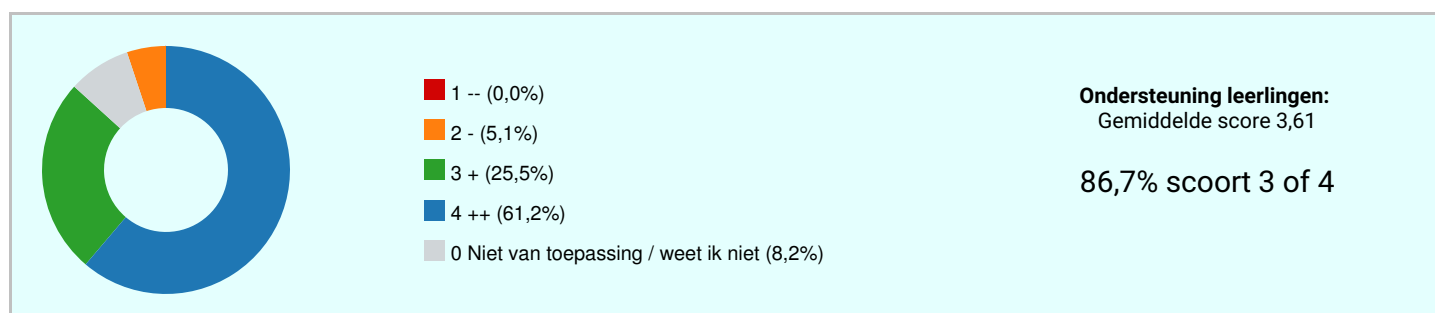 1 -- (0,0%)
2 - (5,1%)
3 + (25,5%)
4 ++ (61,2%)
0 Niet van toepassing / weet ik niet (8,2%)
Ondersteuning leerlingen:
Gemiddelde score 3,61
86,7% scoort 3 of 4